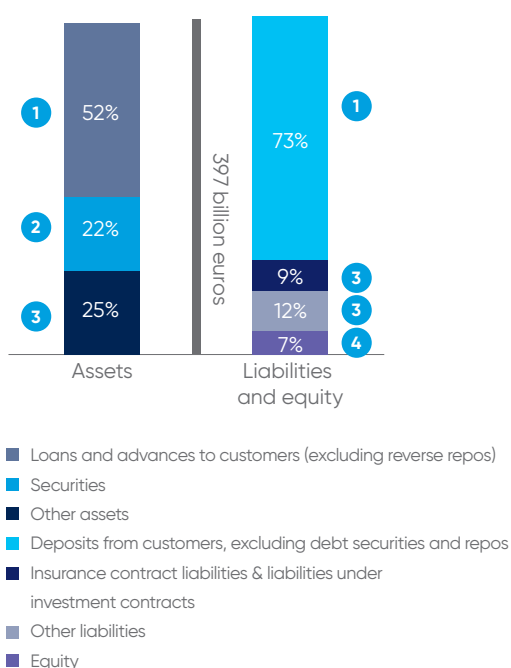 1
52%
2
22%
3
25%
Assets
397 billion euros
73%
1
9%
3
12%
3
7%
4
Liabilities
and equity
Loans and advances to customers (excluding reverse repos)
Securities
Other assets
Deposits from customers, excluding debt securities and repos
Insurance contract liabilities & liabilities under
investment contracts
Other liabilities
Equity